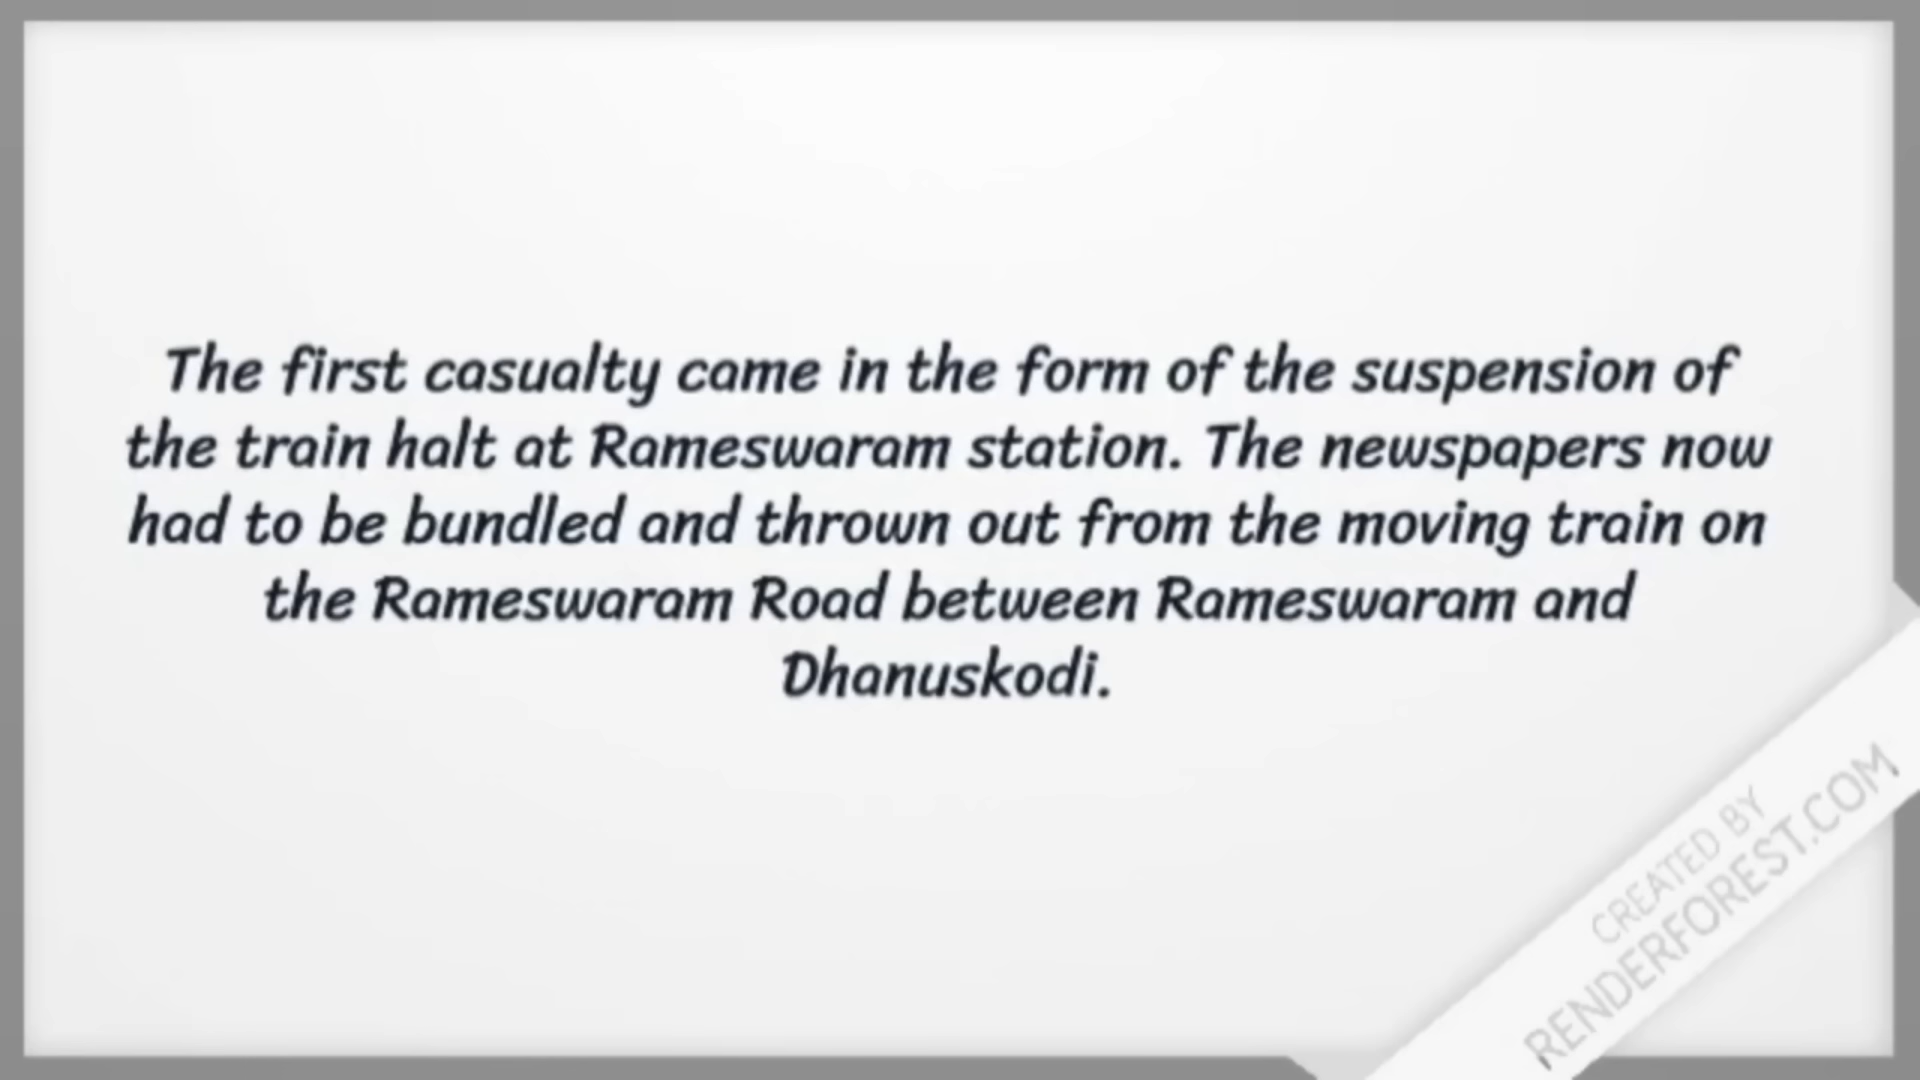 The first casualty came in the form of the suspension of
the train halt at Rameswaram station. The newspapers now
had to be bundled and thrown out from the moving train on
the Rameswaram Road between Rameswaram and
Dhanuskodi.
CREATED BY
RENDERFOREST.COM